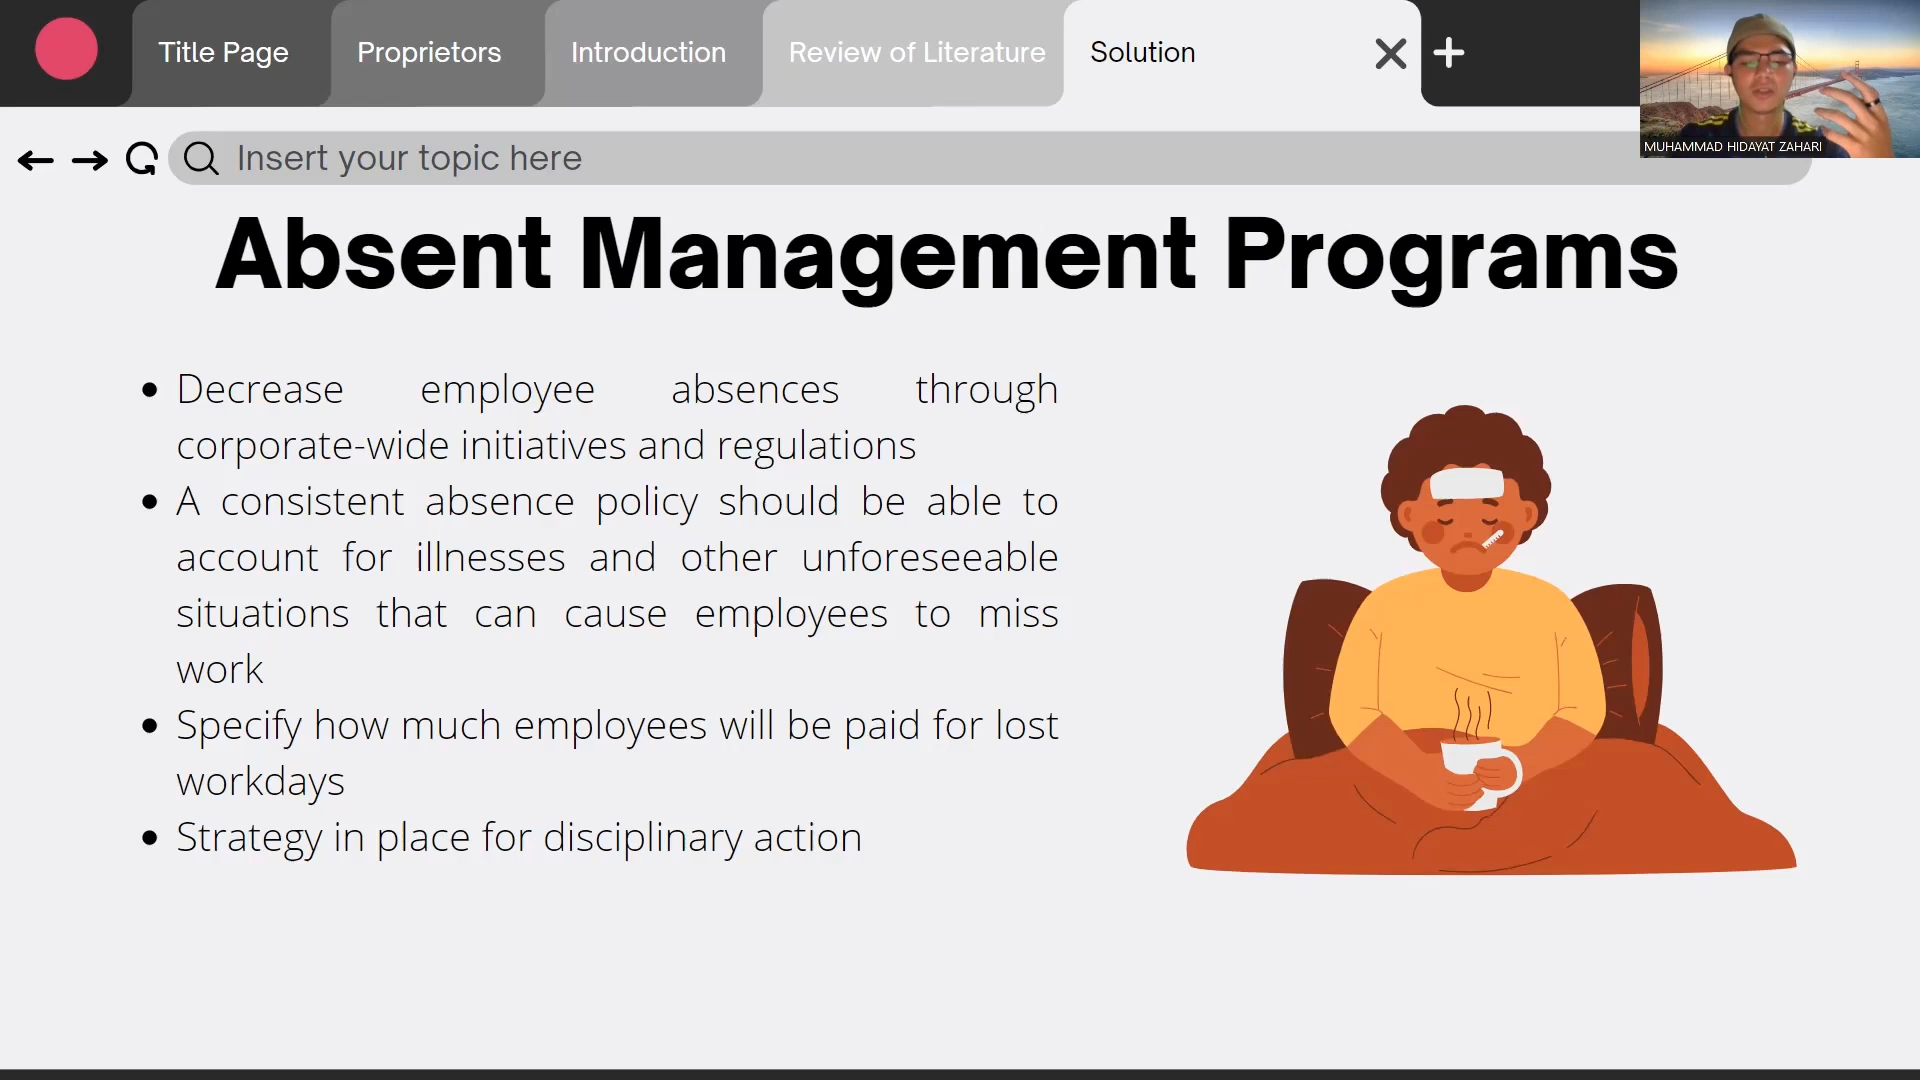 Title Page
Proprietors
Introduction
Review of Literature
Solution
MUHAMMAD HIDAYAT ZAHARI
Insert your topic here
Absent Management Programs
Decrease employee absences through
corporate-wide initiatives and regulations
A consistent absence policy should be able to
account for illnesses and other unforeseeable
situations that can cause employees to miss
work
Specify how much employees will be paid for lost
workdays
Strategy in place for disciplinary action